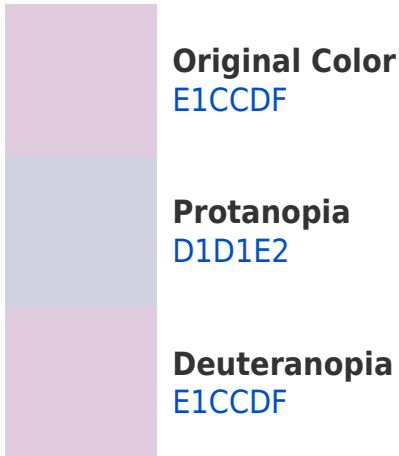 Original Color
E1CCDF
Protanopia
D1D1E2
Deuteranopia
E1CCDF